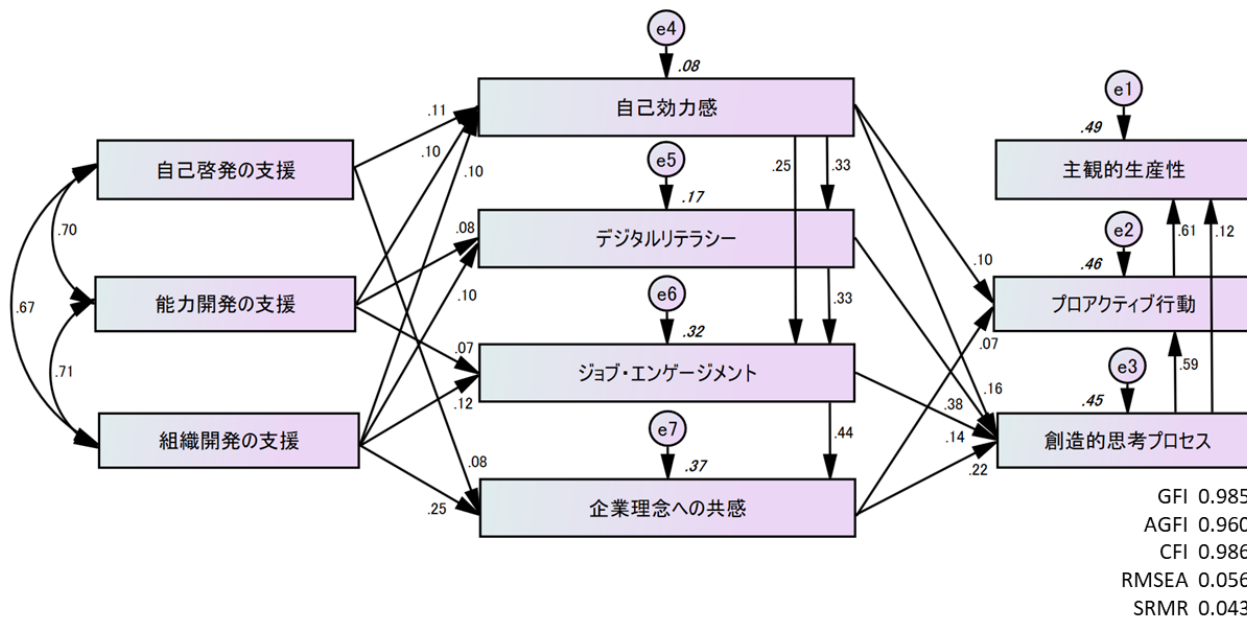 e4
.08
自己効力感
e1
.49
主観的生産性
.11
.10
.10
自己啓発の支援
e5
.17
.25
.33
デジタルリテラシー
.08
.10
.70
.67
.71
能力開発の支援
e6
.32
.33
ジョブ・エンゲージメント
.07
.12
e2
.46
.61
.12
プロアクティブ行動
.10
.07
.16
.38
.14
.22
e3
.45
.59
創造的思考プロセス
組織開発の支援
e7
.37
.44
企業理念への共感
.08
.25
GFI 0.985
AGFI 0.960
CFI 0.986
RMSEA 0.056
SRMR 0.043